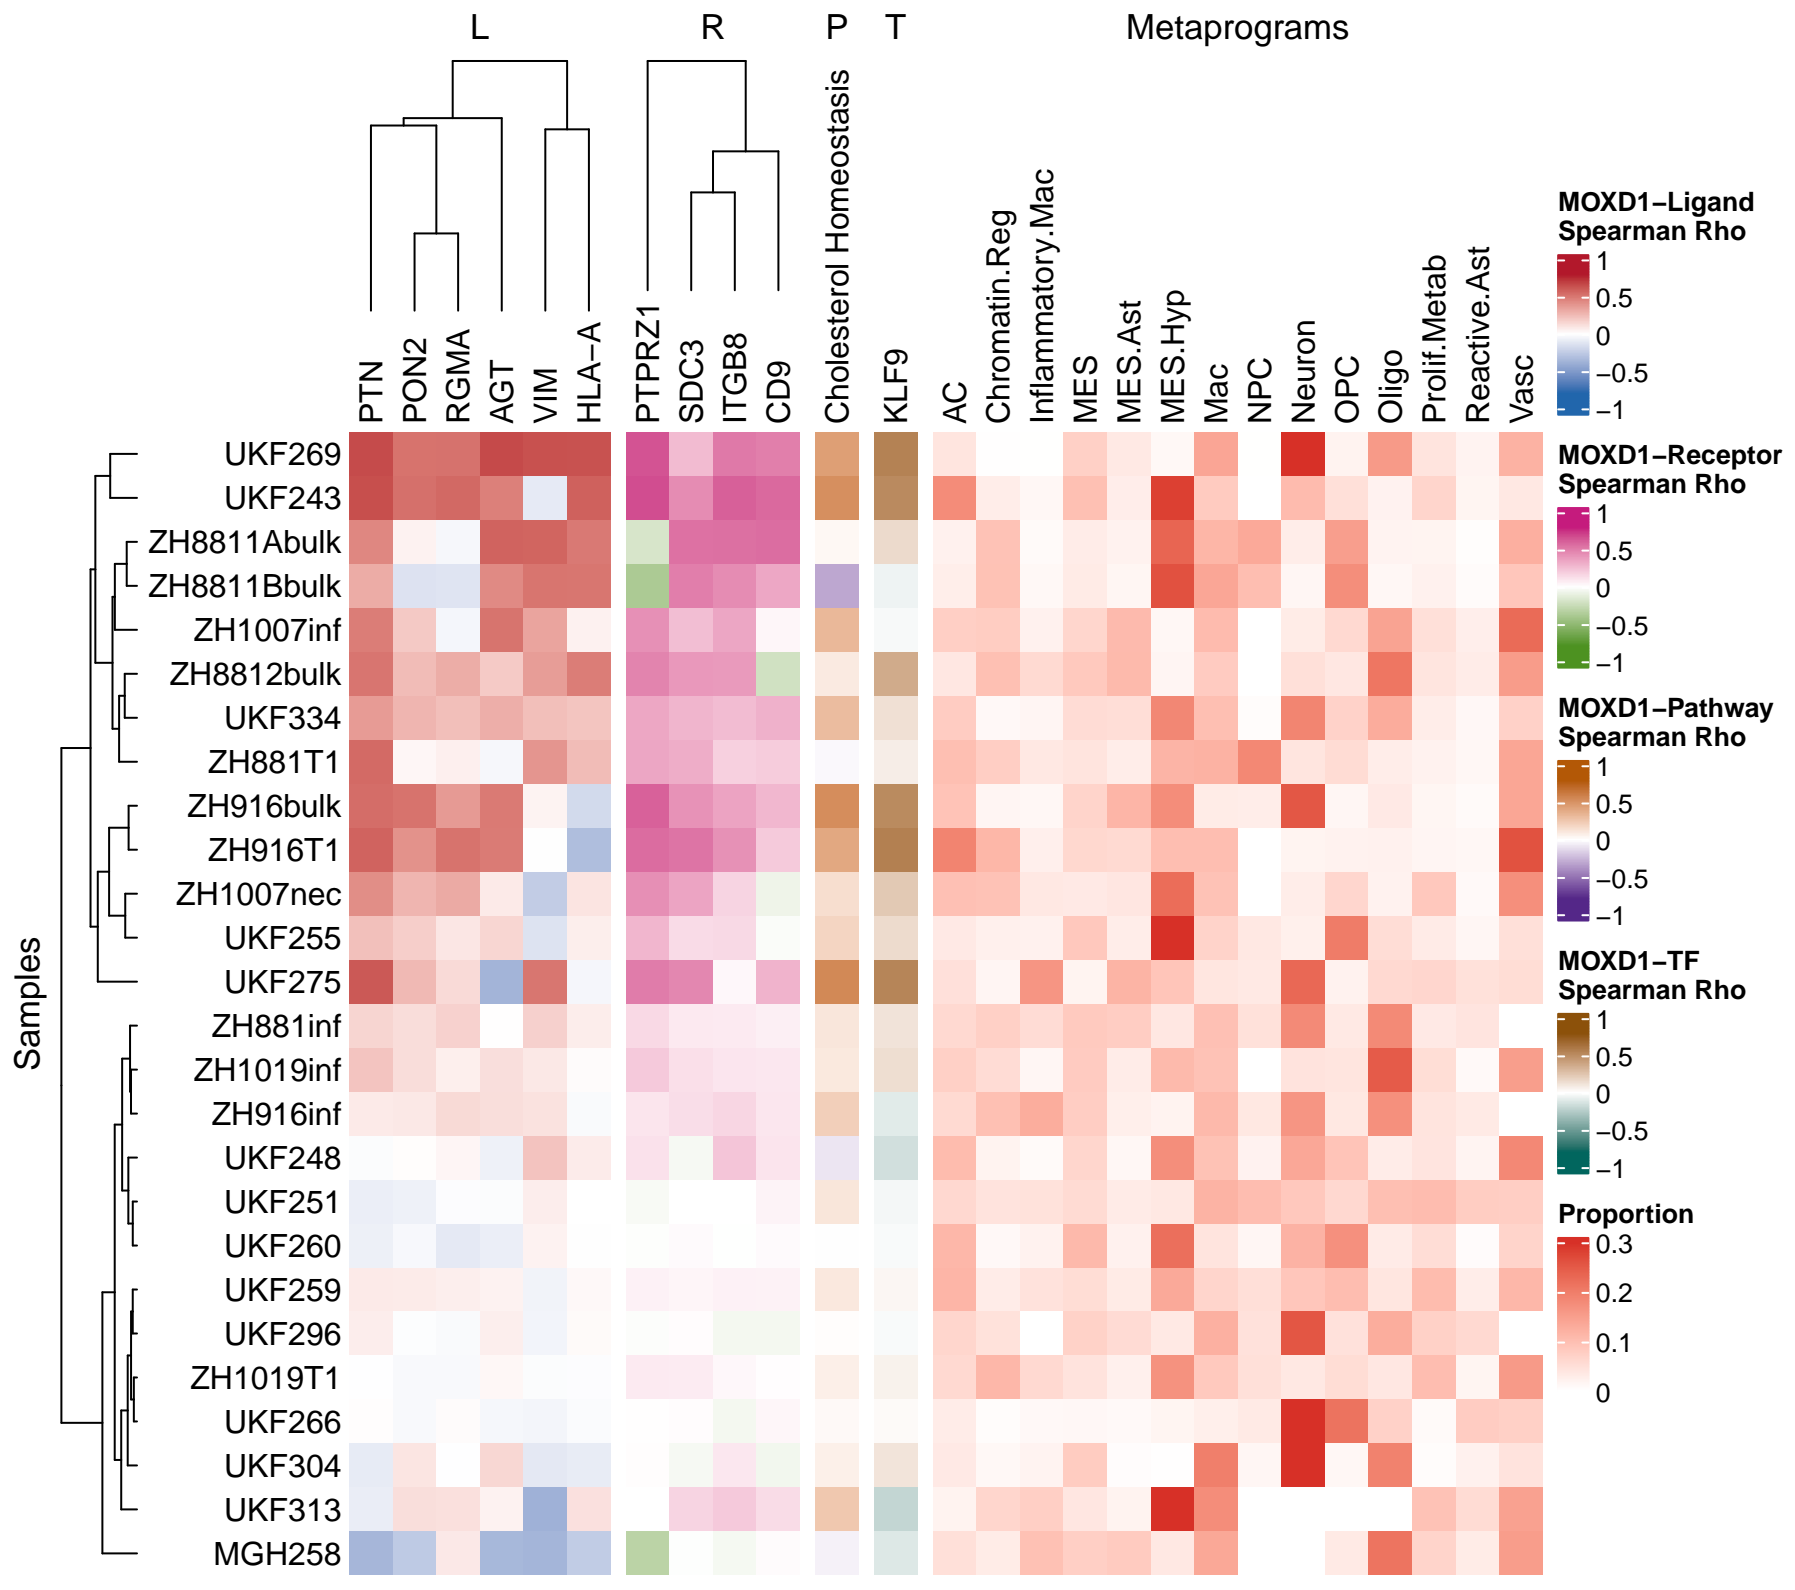 L R P T Metaprograms
PTN PON2 RGMA AGT VIM HLA−A PTPRZ1 SDC3 ITGB8 CD9 Cholesterol Homeostasis KLF9 AC Chromatin.Reg Inflammatory.Mac MES MES.Ast MES.Hyp Mac NPC Neuron OPC Oligo Prolif.Metab Reactive.Ast Vasc
Samples
UKF269
UKF243
ZH8811Abulk
ZH8811Bbulk
ZH1007inf
ZH8812bulk
UKF334
ZH881T1
ZH916bulk
ZH916T1
ZH1007nec
UKF255
UKF275
ZH881inf
ZH1019inf
ZH916inf
UKF248
UKF251
UKF260
UKF259
UKF296
ZH1019T1
UKF266
UKF304
UKF313
MGH258
MOXD1−Ligand
Spearman Rho
1
0.5
0
−0.5
−1
MOXD1−Receptor
Spearman Rho
1
0.5
0
−0.5
−1
MOXD1−Pathway
Spearman Rho
1
0.5
0
−0.5
−1
MOXD1−TF
Spearman Rho
1
0.5
0
−0.5
−1
Proportion
0.3
0.2
0.1
0